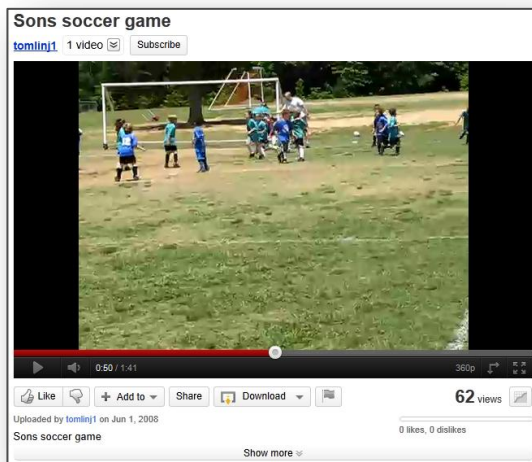 Sons soccer game
tomlinj1 1 video Subscribe
0:50 / 1:41 360p
Like Add to Share Download 62 views
Uploaded by tomlinj1 on Jun 1, 2008
0 likes, 0 dislikes
Sons soccer game
Show more